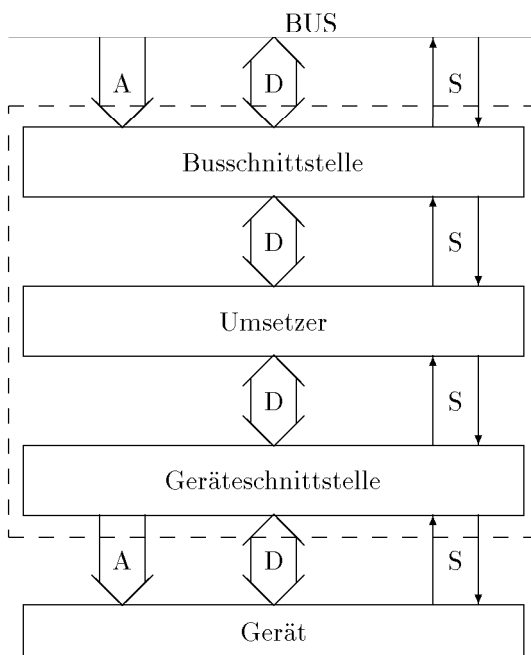 BUS
A D S
Busschnittstelle
D S
Umsetzer
D S
Geräteschnittstelle
A D S
Gerät